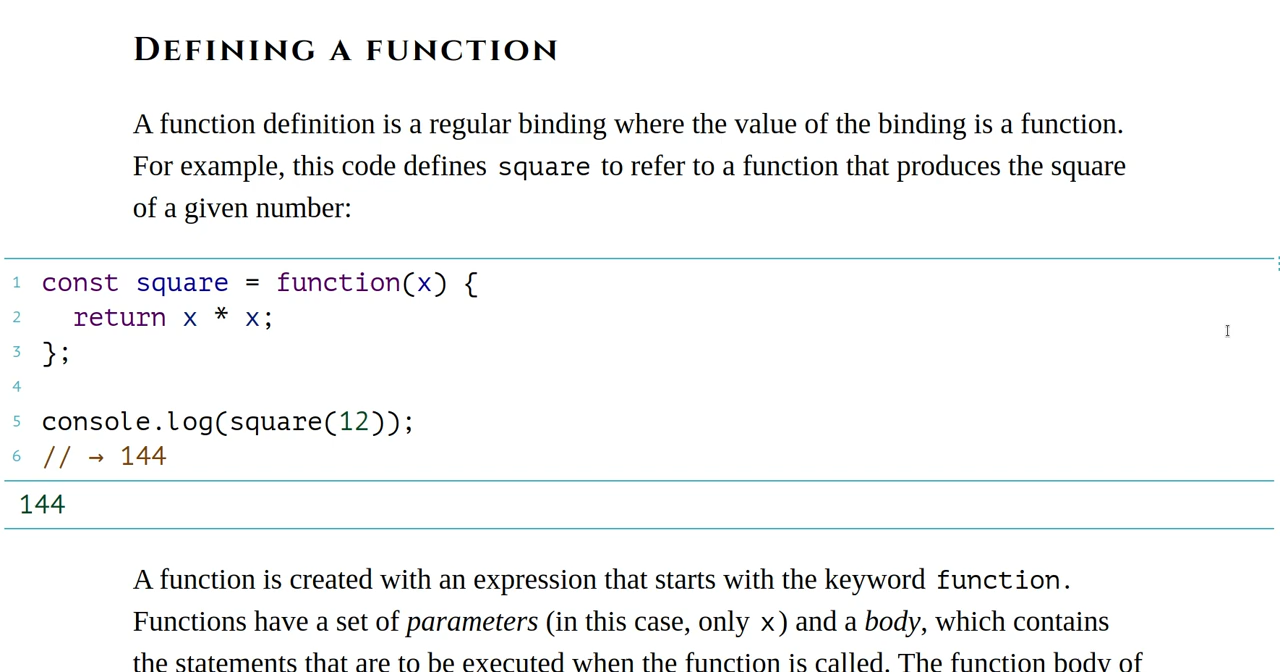 Defining a function
A function definition is a regular binding where the value of the binding is a function.
For example, this code defines square to refer to a function that produces the square
of a given number:
1 const square = function(x) {
2   return x * x;
3 };
4
5 console.log(square(12));
6 // → 144
144
A function is created with an expression that starts with the keyword function.
Functions have a set of parameters (in this case, only x) and a body, which contains
the statements that are to be executed when the function is called. The function body of